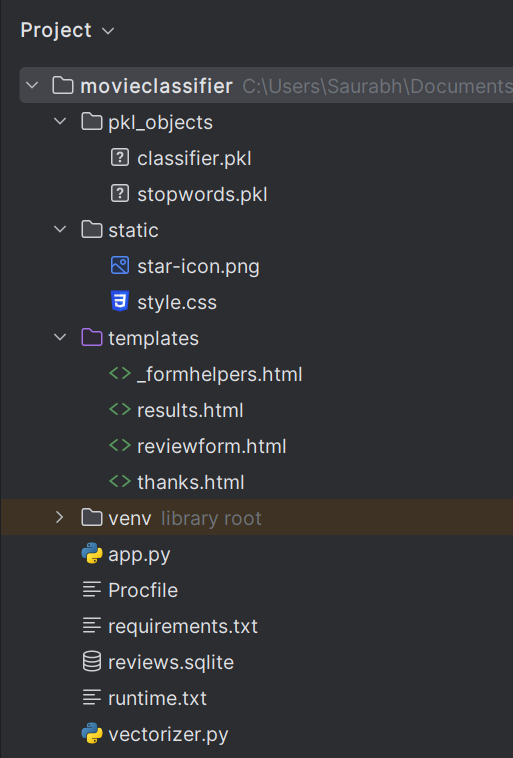 Project
movieclassifier C:\Users\Saurabh\Documents
pkl_objects
classifier.pkl
stopwords.pkl
static
star-icon.png
style.css
templates
_formhelpers.html
results.html
reviewform.html
thanks.html
venv library root
app.py
Procfile
requirements.txt
reviews.sqlite
runtime.txt
vectorizer.py